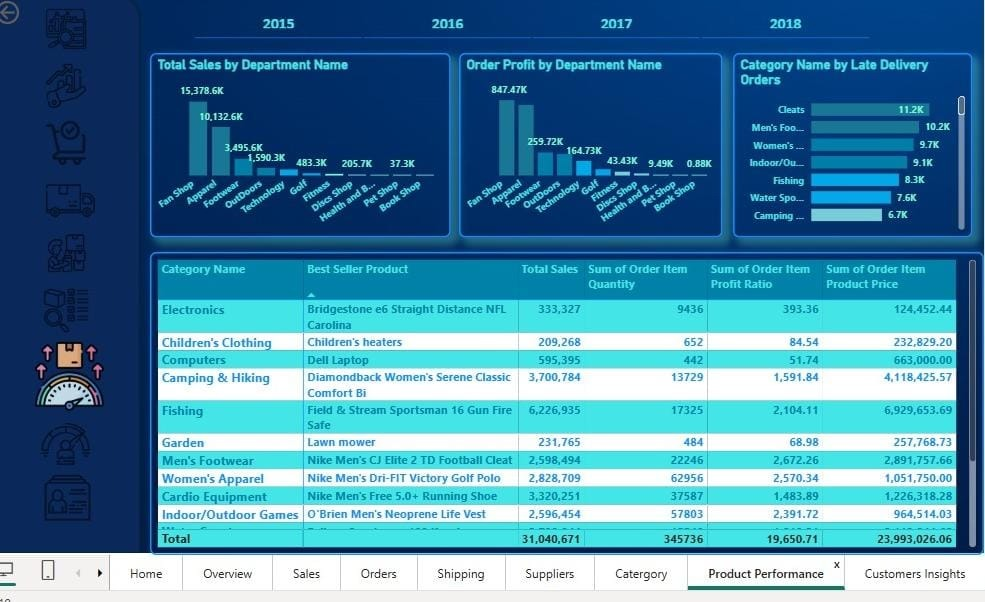 2015 2016 2017 2018
Total Sales by Department Name
15,378.6K
10,132.6K
3,495.6K
1,590.3K
483.3K
205.7K
37.3K
Fan Shop
Apparel
Footwear
OutDoors
Technology
Golf
Fitness
Discs Shop
Health and B...
Pet Shop
Book Shop
Order Profit by Department Name
847.47K
259.72K
164.73K
43.43K
9.49K
0.88K
Fan Shop
Apparel
Footwear
OutDoors
Technology
Golf
Fitness
Discs Shop
Health and B...
Pet Shop
Book Shop
Category Name by Late Delivery
Orders
Cleats 11.2K
Men's Foo... 10.2K
Women's ... 9.7K
Indoor/Ou... 9.1K
Fishing 8.3K
Water Spo... 7.6K
Camping ... 6.7K
Category Name Best Seller Product Total Sales Sum of Order Item Sum of Order Item Sum of Order Item
Quantity Profit Ratio Product Price
Electronics Bridgestone e6 Straight Distance NFL 333,327 9436 393.36 124,452.44
Carolina
Children's Clothing Children's heaters 209,268 652 84.54 232,829.20
Computers Dell Laptop 595,395 442 51.74 663,000.00
Camping & Hiking Diamondback Women's Serene Classic 3,700,784 13729 1,591.84 4,118,425.57
Comfort Bi
Fishing Field & Stream Sportsman 16 Gun Fire 6,226,935 17325 2,104.11 6,929,653.69
Safe
Garden Lawn mower 231,765 484 68.98 257,768.73
Men's Footwear Nike Men's CJ Elite 2 TD Football Cleat 2,598,494 22246 2,672.26 2,891,757.66
Women's Apparel Nike Men's Dri-FIT Victory Golf Polo 2,828,709 62956 2,570.34 1,051,750.00
Cardio Equipment Nike Men's Free 5.0+ Running Shoe 3,320,251 37587 1,483.89 1,226,318.28
Indoor/Outdoor Games O'Brien Men's Neoprene Life Vest 2,596,454 57803 2,391.72 964,514.03
Total 31,040,671 345736 19,650.71 23,993,026.06
Home Overview Sales Orders Shipping Suppliers Catergory Product Performance x Customers Insights